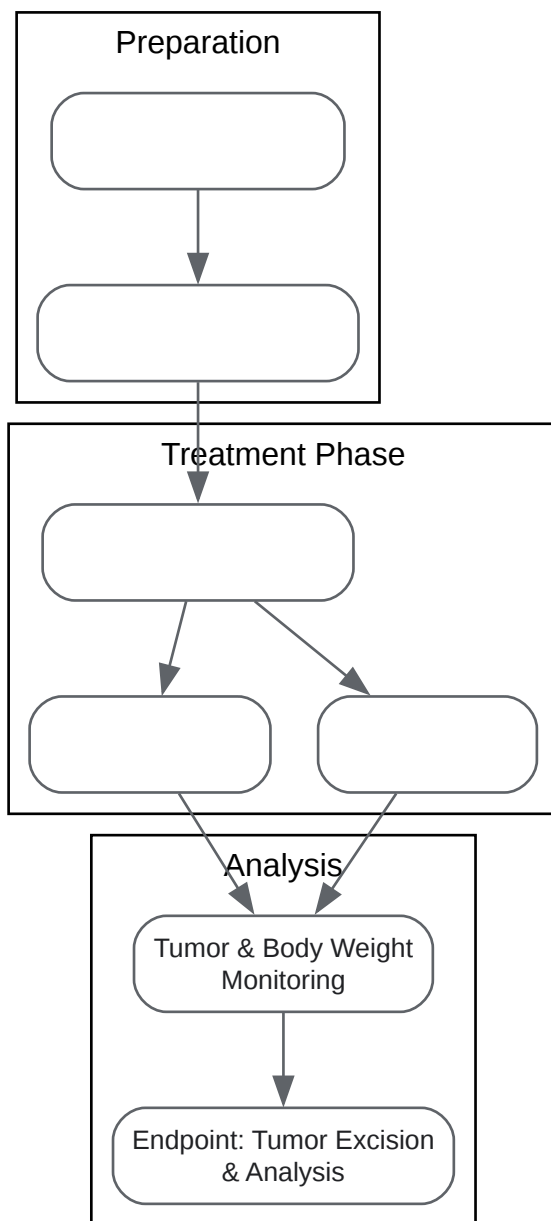 Preparation
Treatment Phase
Analysis
Tumor & Body Weight
Monitoring
Endpoint: Tumor Excision
& Analysis